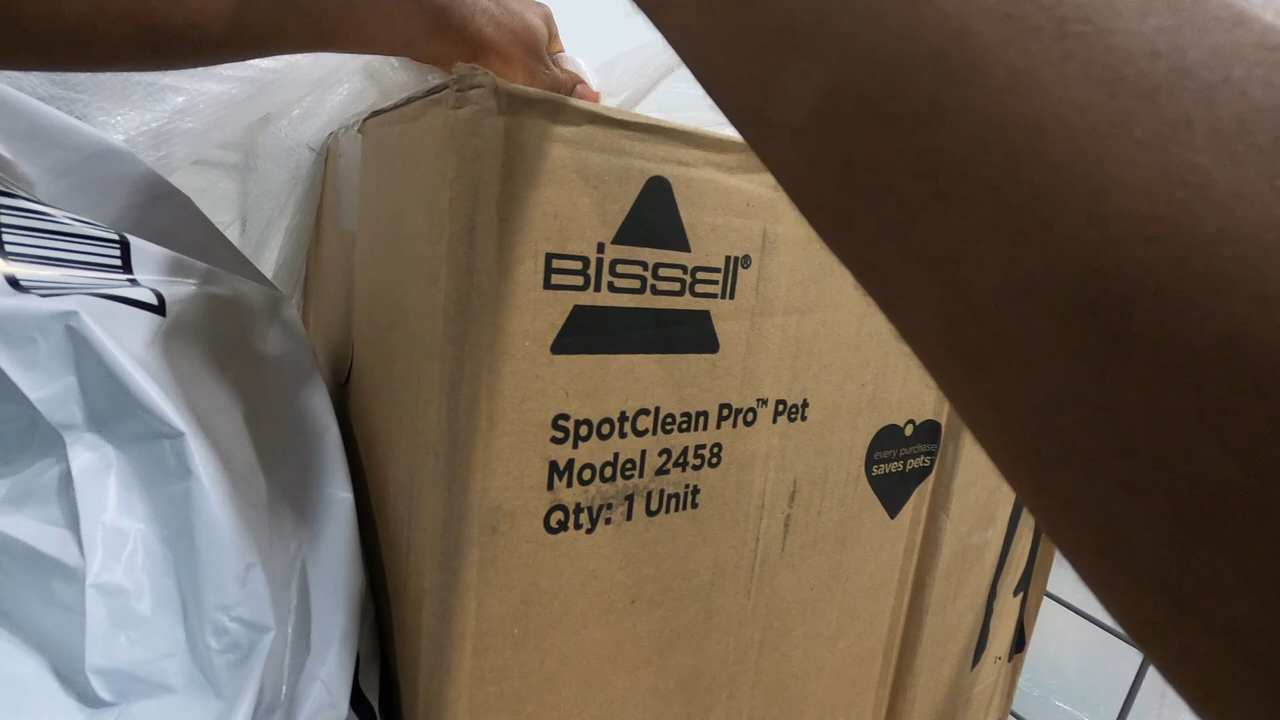 BISSELL®
SpotClean Pro™ Pet
Model 2458
Qty: 1 Unit
every purchase
saves pets™